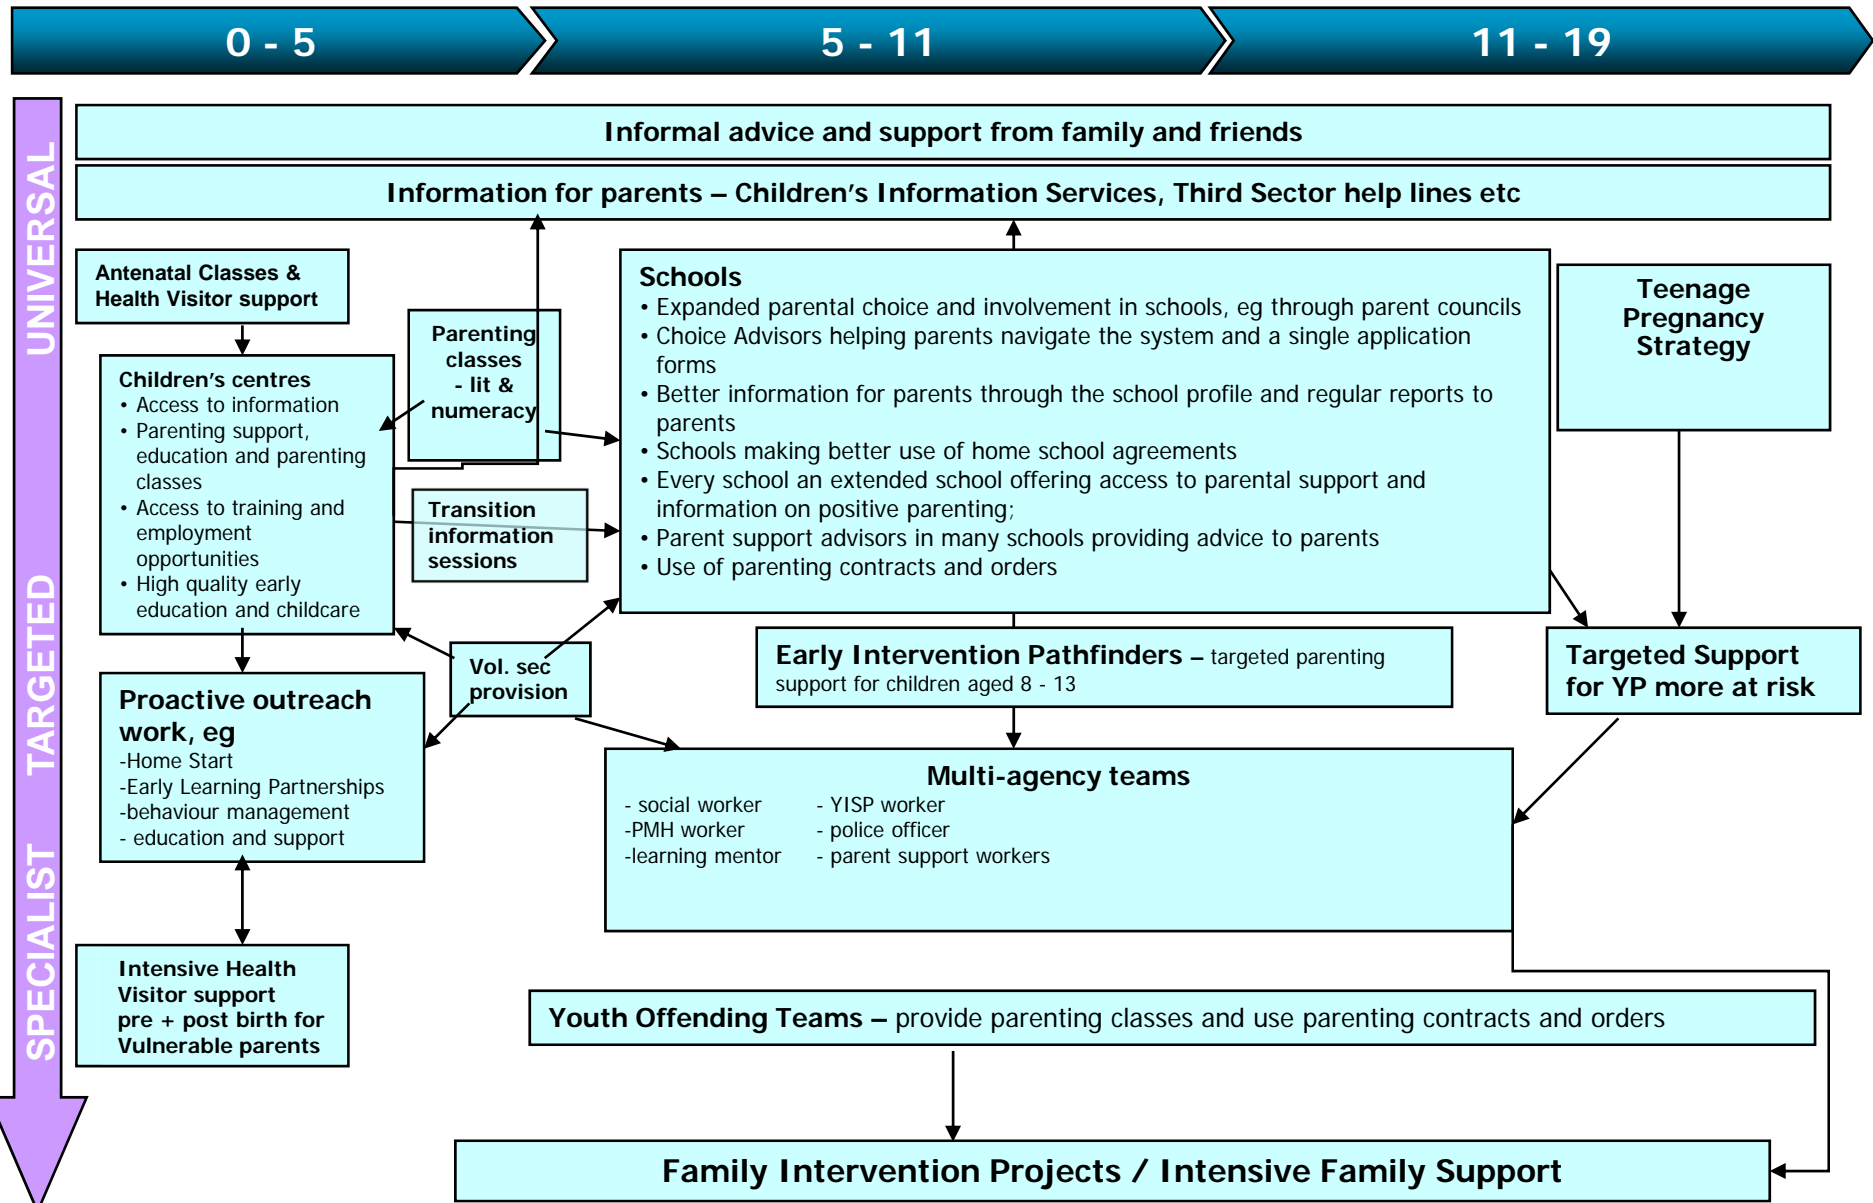 0 - 5
5 - 11
11 - 19
UNIVERSAL
TARGETED
SPECIALIST
Informal advice and support from family and friends
Information for parents – Children's Information Services, Third Sector help lines etc
Antenatal Classes &
Health Visitor support
Children's centres
• Access to information
• Parenting support,
education and parenting
classes
• Access to training and
employment
opportunities
• High quality early
education and childcare
Parenting
classes
- lit &
numeracy
Transition
information
sessions
Schools
• Expanded parental choice and involvement in schools, eg through parent councils
• Choice Advisors helping parents navigate the system and a single application
forms
• Better information for parents through the school profile and regular reports to
parents
• Schools making better use of home school agreements
• Every school an extended school offering access to parental support and
information on positive parenting;
• Parent support advisors in many schools providing advice to parents
• Use of parenting contracts and orders
Teenage
Pregnancy
Strategy
Vol. sec
provision
Early Intervention Pathfinders – targeted parenting
support for children aged 8 - 13
Targeted Support
for YP more at risk
Proactive outreach
work, eg
-Home Start
-Early Learning Partnerships
-behaviour management
- education and support
Multi-agency teams
- social worker
-PMH worker
-learning mentor
- YISP worker
- police officer
- parent support workers
Intensive Health
Visitor support
pre + post birth for
Vulnerable parents
Youth Offending Teams – provide parenting classes and use parenting contracts and orders
Family Intervention Projects / Intensive Family Support